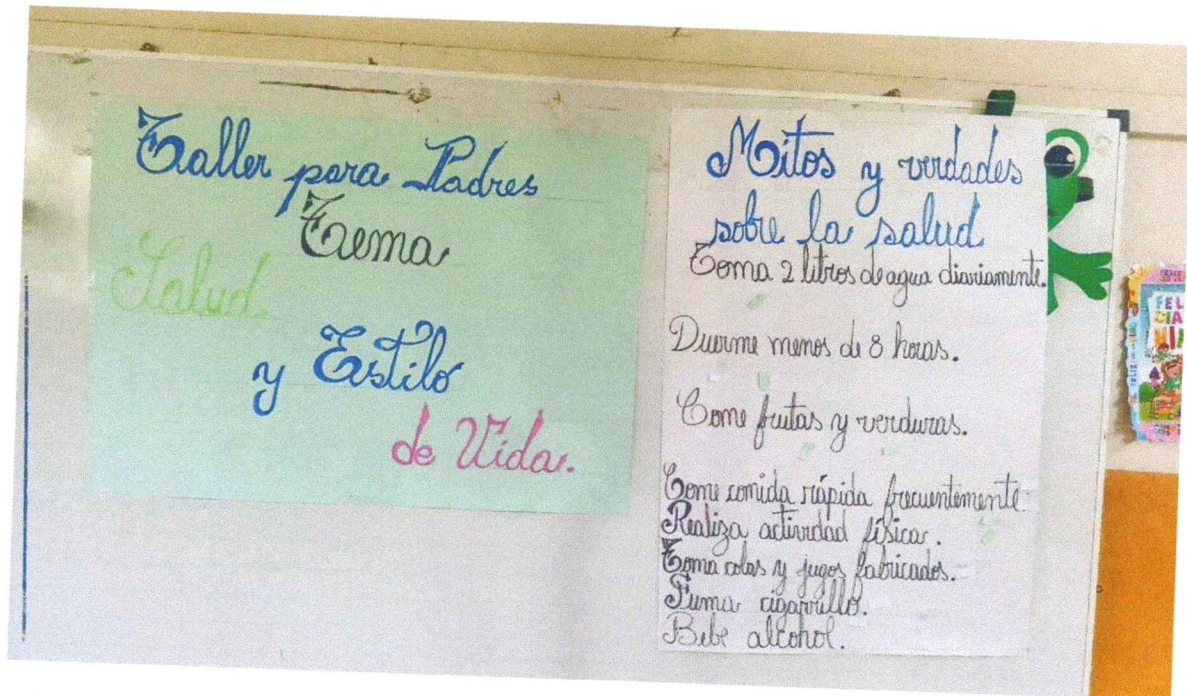 Taller para Padres
Tema
Salud
y Estilo
de Vida.
Mitos y verdades
sobre la salud
Toma 2 litros de agua diariamente.
Duerme menos de 8 horas.
Come frutas y verduras.
Come comida rápida frecuentemente.
Realiza actividad física.
Toma colas y jugos fabricados.
Fuma cigarrillo.
Bebe alcohol.
FEL